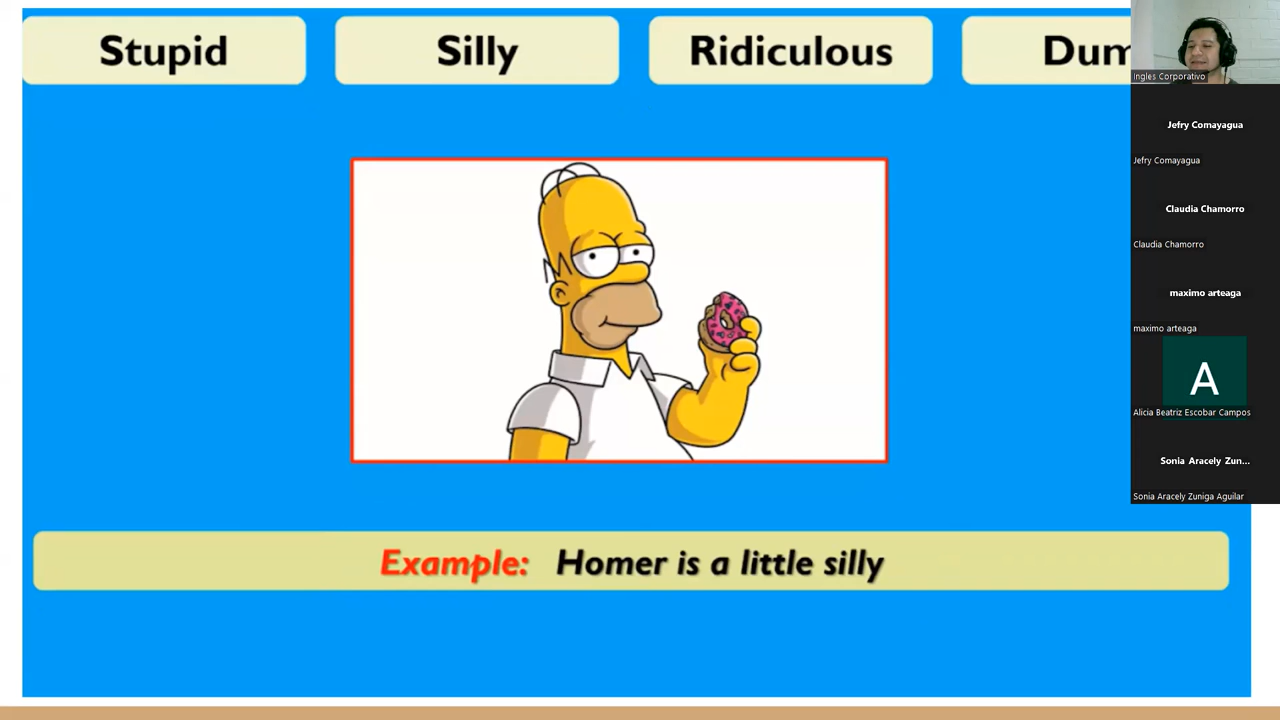 Stupid
Silly
Ridiculous
Ingles Corporativo
Jefry Comayagua
Jefry Comayagua
Claudia Chamorro
Claudia Chamorro
maximo arteaga
maximo arteaga
A
Alicia Beatriz Escobar Campos
Sonia Aracely Zun...
Sonia Aracely Zuniga Aguilar
Example: Homer is a little silly